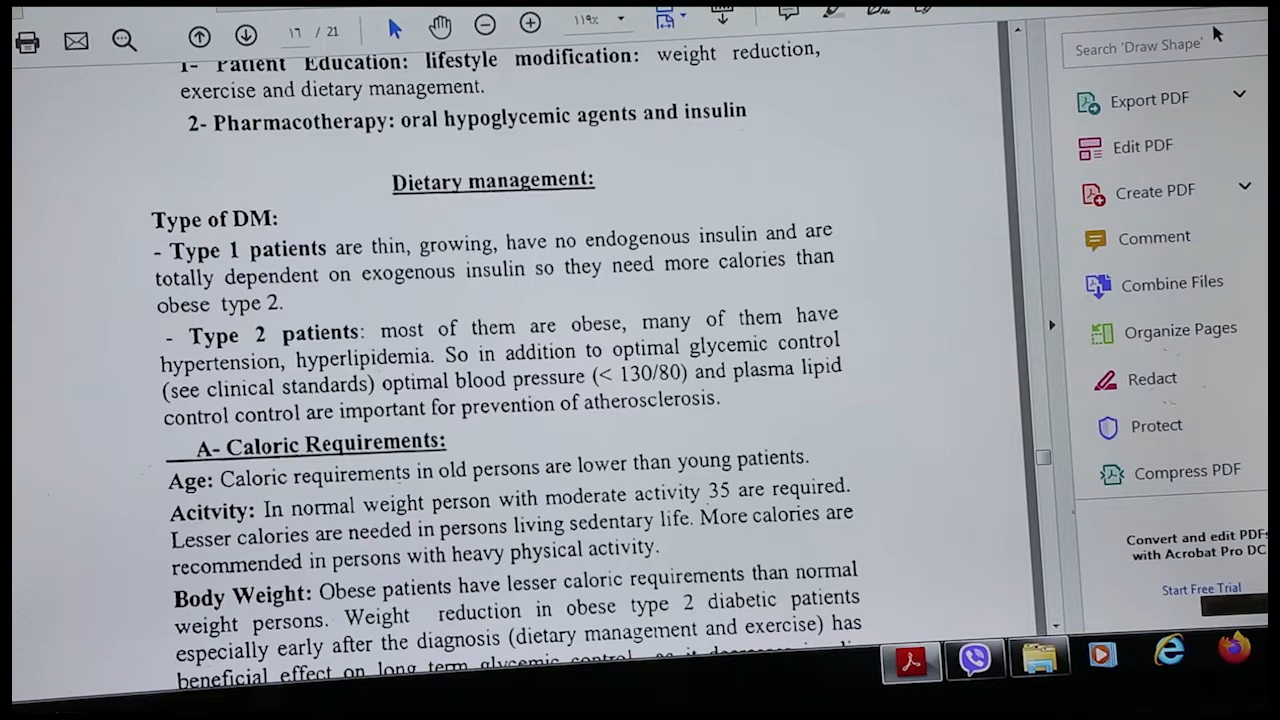 ١٦ / 21
١١٩%
Search 'Draw Shape'
1- Patient Education: lifestyle modification: weight reduction,
exercise and dietary management.
2- Pharmacotherapy: oral hypoglycemic agents and insulin
Dietary management:
Type of DM:
- Type 1 patients are thin, growing, have no endogenous insulin and are
totally dependent on exogenous insulin so they need more calories than
obese type 2.
- Type 2 patients: most of them are obese, many of them have
hypertension, hyperlipidemia. So in addition to optimal glycemic control
(see clinical standards) optimal blood pressure (< 130/80) and plasma lipid
control control are important for prevention of atherosclerosis.
A- Caloric Requirements:
Age: Caloric requirements in old persons are lower than young patients.
Acitvity: In normal weight person with moderate activity 35 are required.
Lesser calories are needed in persons living sedentary life. More calories are
recommended in persons with heavy physical activity.
Body Weight: Obese patients have lesser caloric requirements than normal
weight persons. Weight reduction in obese type 2 diabetic patients
especially early after the diagnosis (dietary management and exercise) has
beneficial effect on long term glycemic control
Export PDF
Edit PDF
Create PDF
Comment
Combine Files
Organize Pages
Redact
Protect
Compress PDF
Convert and edit PDFs
with Acrobat Pro DC
Start Free Trial